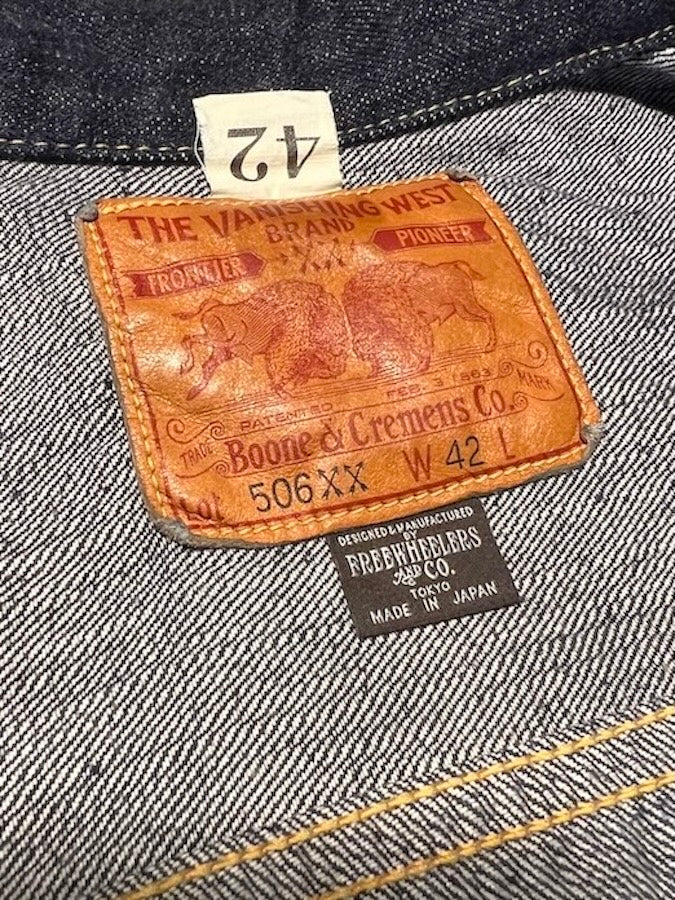 42
THE VANISHING WEST
BRAND
"XX"
FRONTIER
PIONEER
PATENTED FEB. 3 1863
TRADE MARK
Boone & Cremens Co.
Lot 506XX W 42 L
DESIGNED & MANUFACTURED
BY
FREEWHEELERS
AND CO.
TOKYO
MADE IN JAPAN